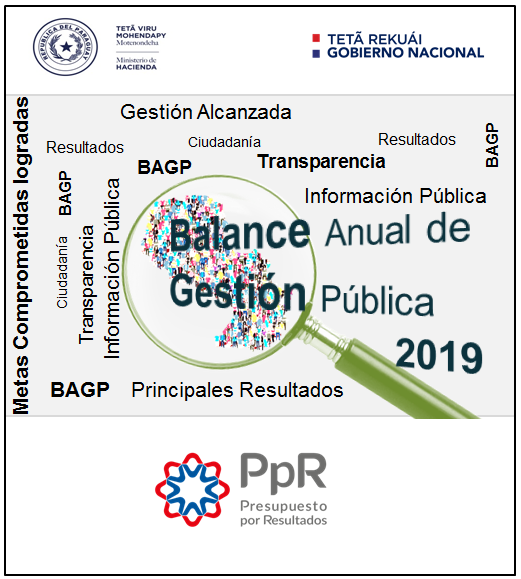 REPUBLICA DEL PARAGUAY
TETÃ VIRU
MOHENDAPY
Motenondeha
Ministerio de
HACIENDA
TETÃ REKUÁI
GOBIERNO NACIONAL
Metas Comprometidas logradas
Gestión Alcanzada
Resultados
Ciudadanía
Resultados
BAGP
BAGP
Transparencia
BAGP
Información Pública
Ciudadanía
Transparencia
Información Pública
Balance Anual de
Gestión Pública
2019
BAGP
Principales Resultados
PpR
Presupuesto
por Resultados